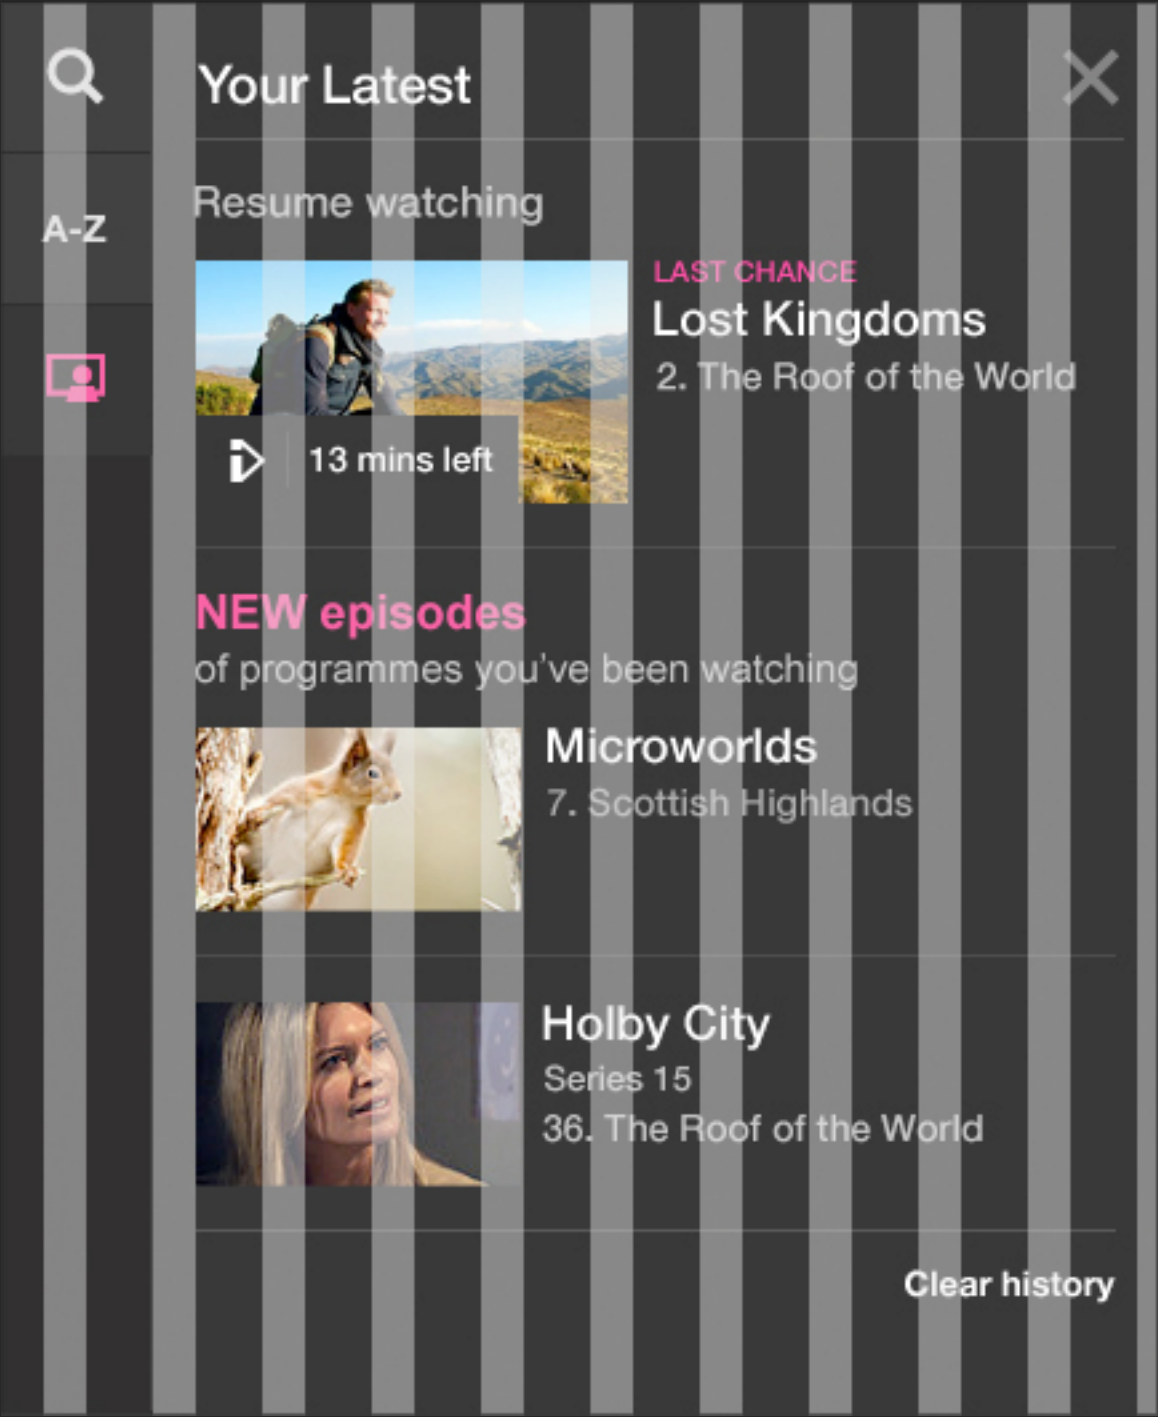 Your Latest
A-Z
Resume watching
LAST CHANCE
Lost Kingdoms
2. The Roof of the World
13 mins left
NEW episodes
of programmes you've been watching
Microworlds
7. Scottish Highlands
Holby City
Series 15
36. The Roof of the World
Clear history